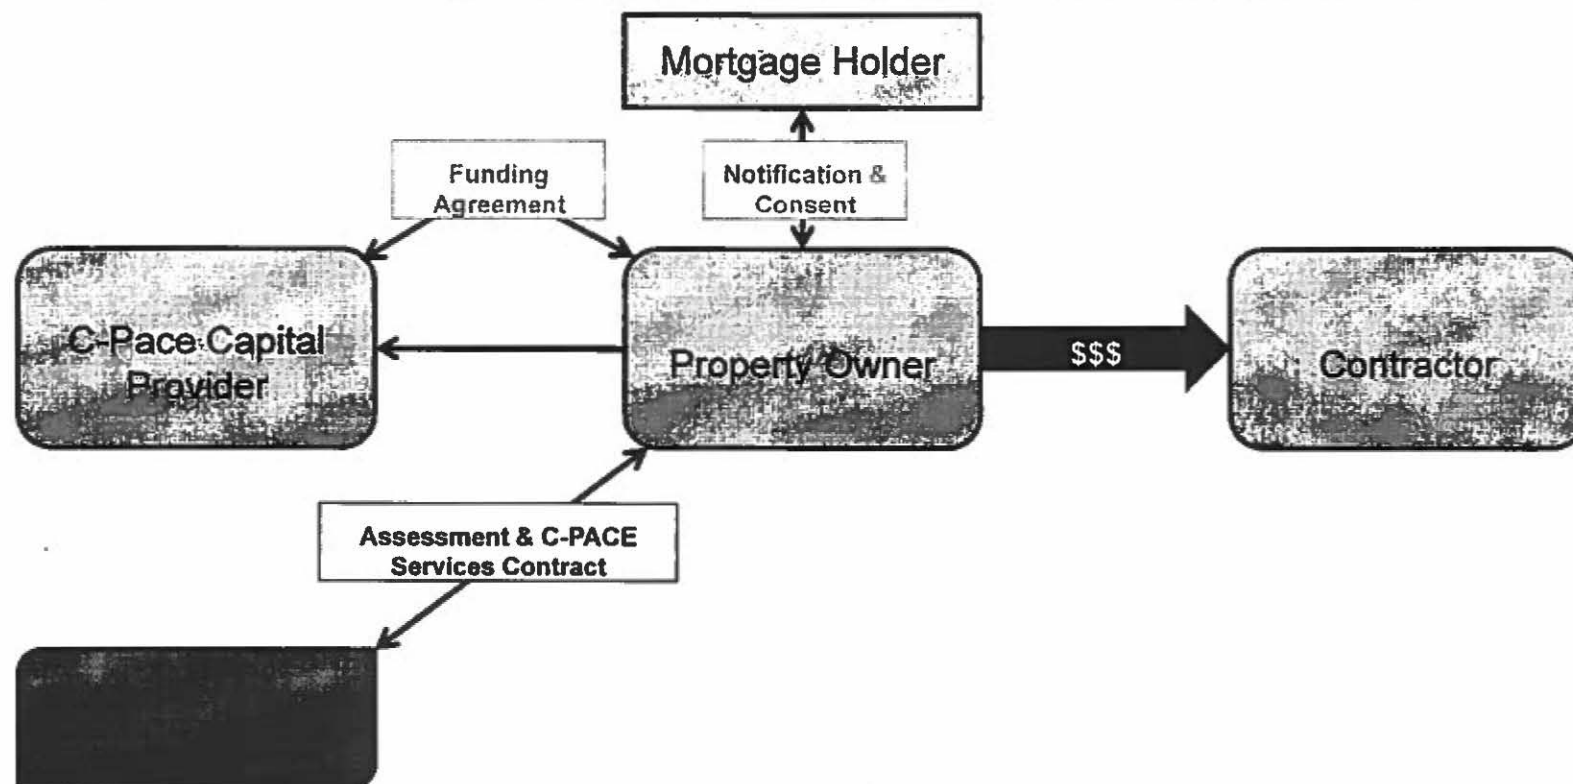 Mortgage Holder
Funding
Agreement
Notification &
Consent
C-Pace Capital
Provider
Property Owner
$$$
Contractor
Assessment & C-PACE
Services Contract